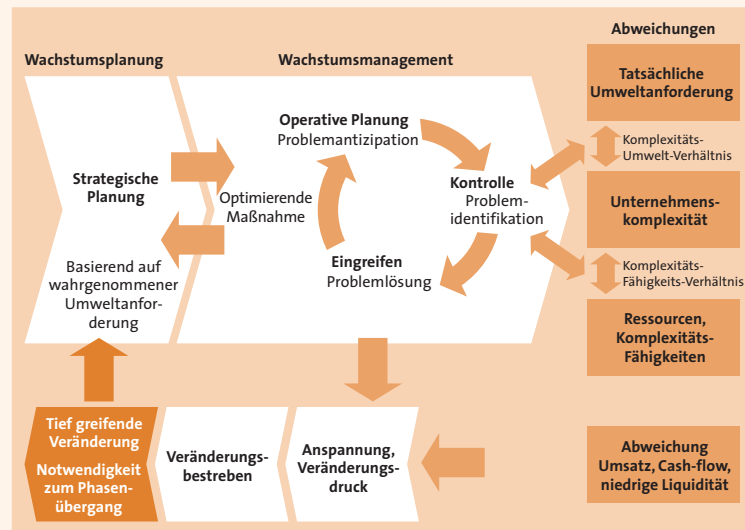 Abweichungen
Wachstumsplanung
Wachstumsmanagement
Strategische
Planung
Basierend auf
wahrgenommener
Umweltanfor-
derung
Operative Planung
Problemantizipation
Optimierende
Maßnahme
Kontrolle
Problem-
identifikation
Eingreifen
Problemlösung
Tatsächliche
Umweltanforderung
Komplexitäts-
Umwelt-Verhältnis
Unternehmens-
komplexität
Komplexitäts-
Fähigkeits-Verhältnis
Ressourcen,
Komplexitäts-
Fähigkeiten
Tief greifende
Veränderung
Notwendigkeit
zum Phasen-
übergang
Veränderungs-
bestreben
Anspannung,
Veränderungs-
druck
Abweichung
Umsatz, Cash-flow,
niedrige Liquidität